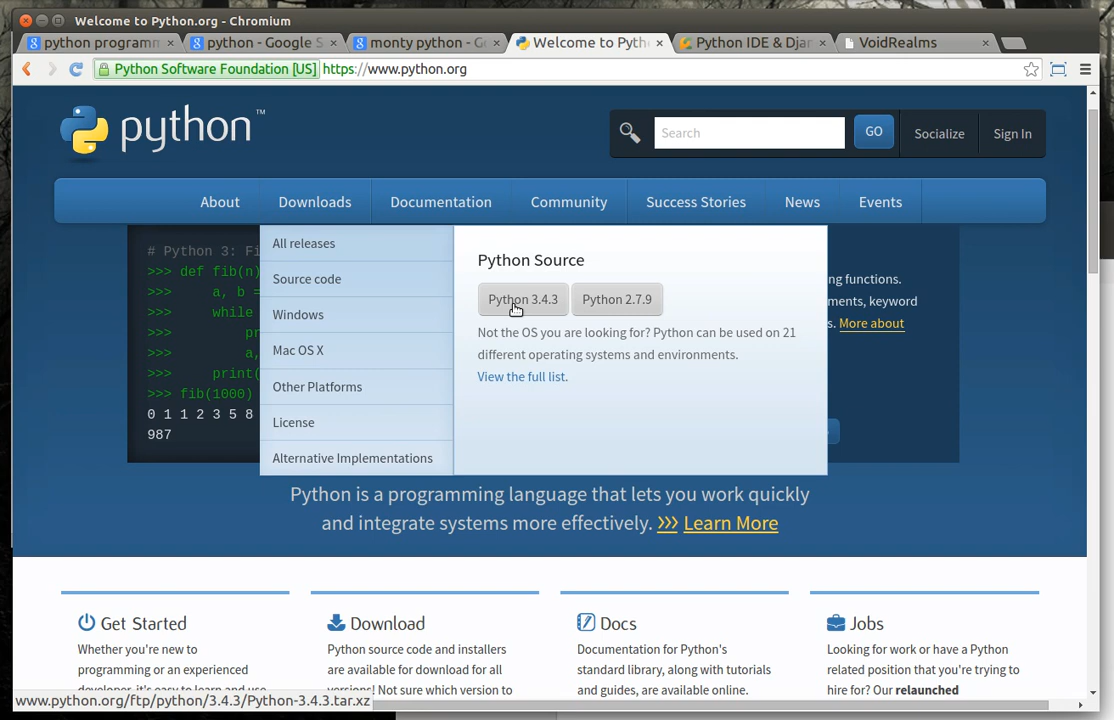 Welcome to Python.org - Chromium
python programm
python - Google S
monty python - Go
Welcome to Pyth
Python IDE & Djan
VoidRealms
Python Software Foundation [US] https://www.python.org
python™
Search
GO
Socialize
Sign In
About
Downloads
Documentation
Community
Success Stories
News
Events
# Python 3: Fi
>>> def fib(n)
>>> a, b =
>>> while
>>> pr
>>> a,
>>> print(
>>> fib(1000)
0 1 1 2 3 5 8
987
All releases
Source code
Windows
Mac OS X
Other Platforms
License
Alternative Implementations
Python Source
Python 3.4.3
Python 2.7.9
Not the OS you are looking for? Python can be used on 21
different operating systems and environments.
View the full list.
ng functions.
ments, keyword
s. More about
Python is a programming language that lets you work quickly
and integrate systems more effectively. >>> Learn More
Get Started
Whether you're new to
programming or an experienced
Download
Python source code and installers
are available for download for all
versions! Not sure which version to
Docs
Documentation for Python's
standard library, along with tutorials
and guides, are available online.
Jobs
Looking for work or have a Python
related position that you're trying to
hire for? Our relaunched
www.python.org/ftp/python/3.4.3/Python-3.4.3.tar.xz